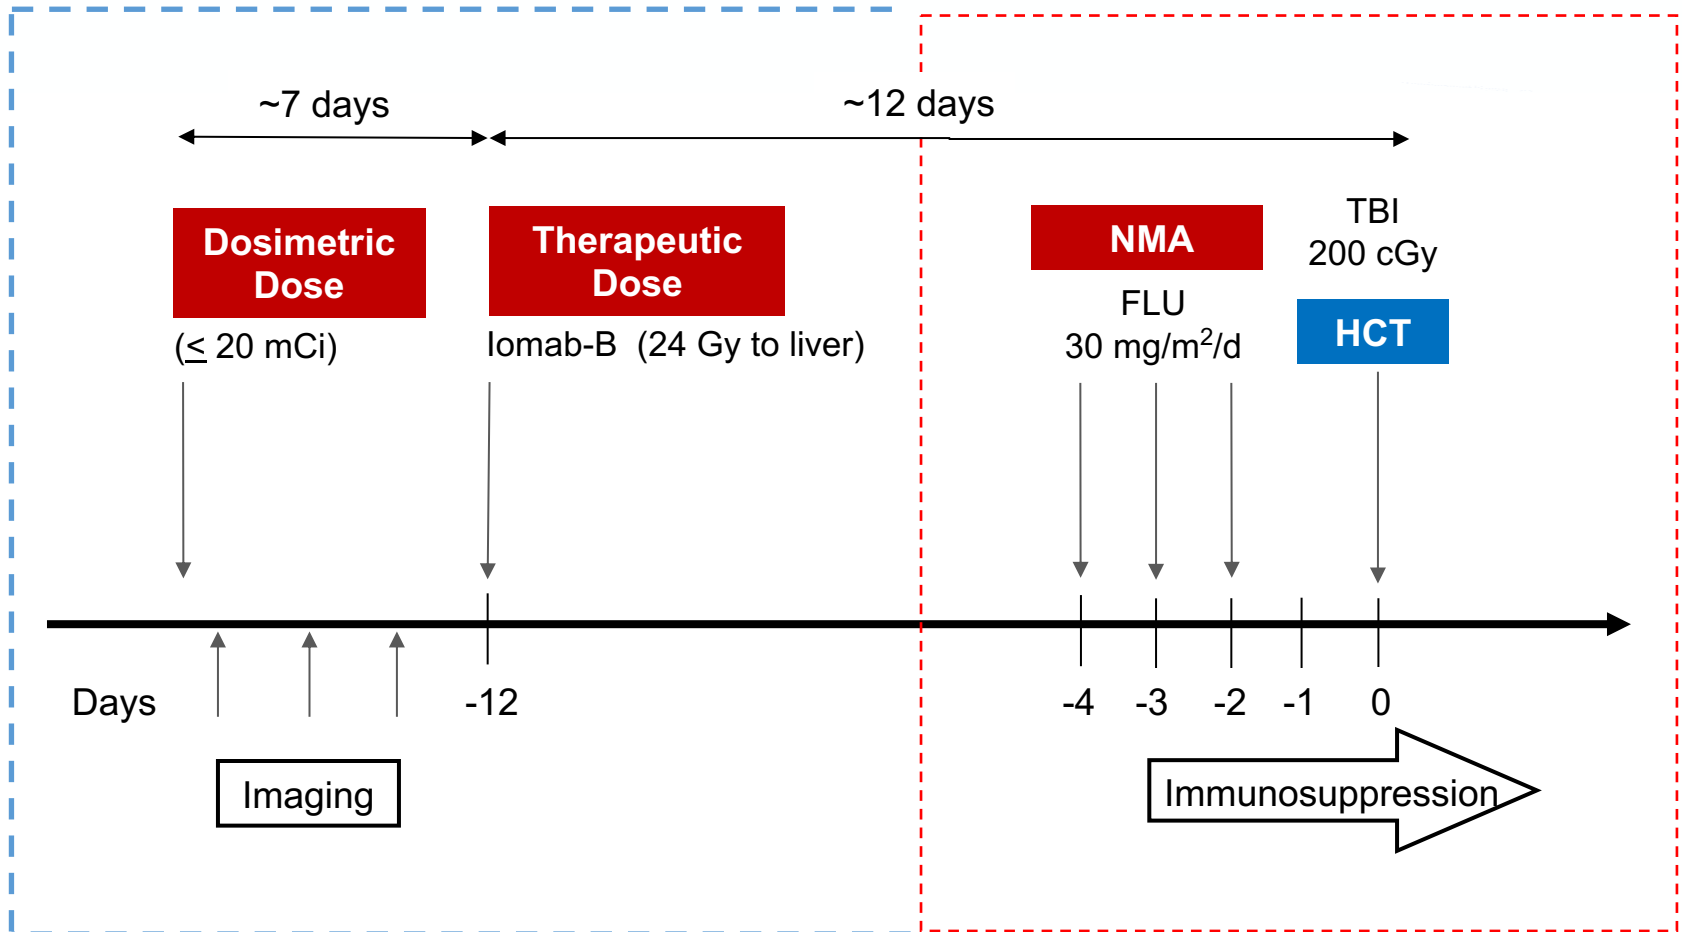 ~7 days
~12 days
Dosimetric
Dose
(≤ 20 mCi)
Therapeutic
Dose
Iomab-B (24 Gy to liver)
NMA
FLU
30 mg/m²/d
TBI
200 cGy
HCT
Days
-12
-4
-3
-2
-1
0
Imaging
Immunosuppression